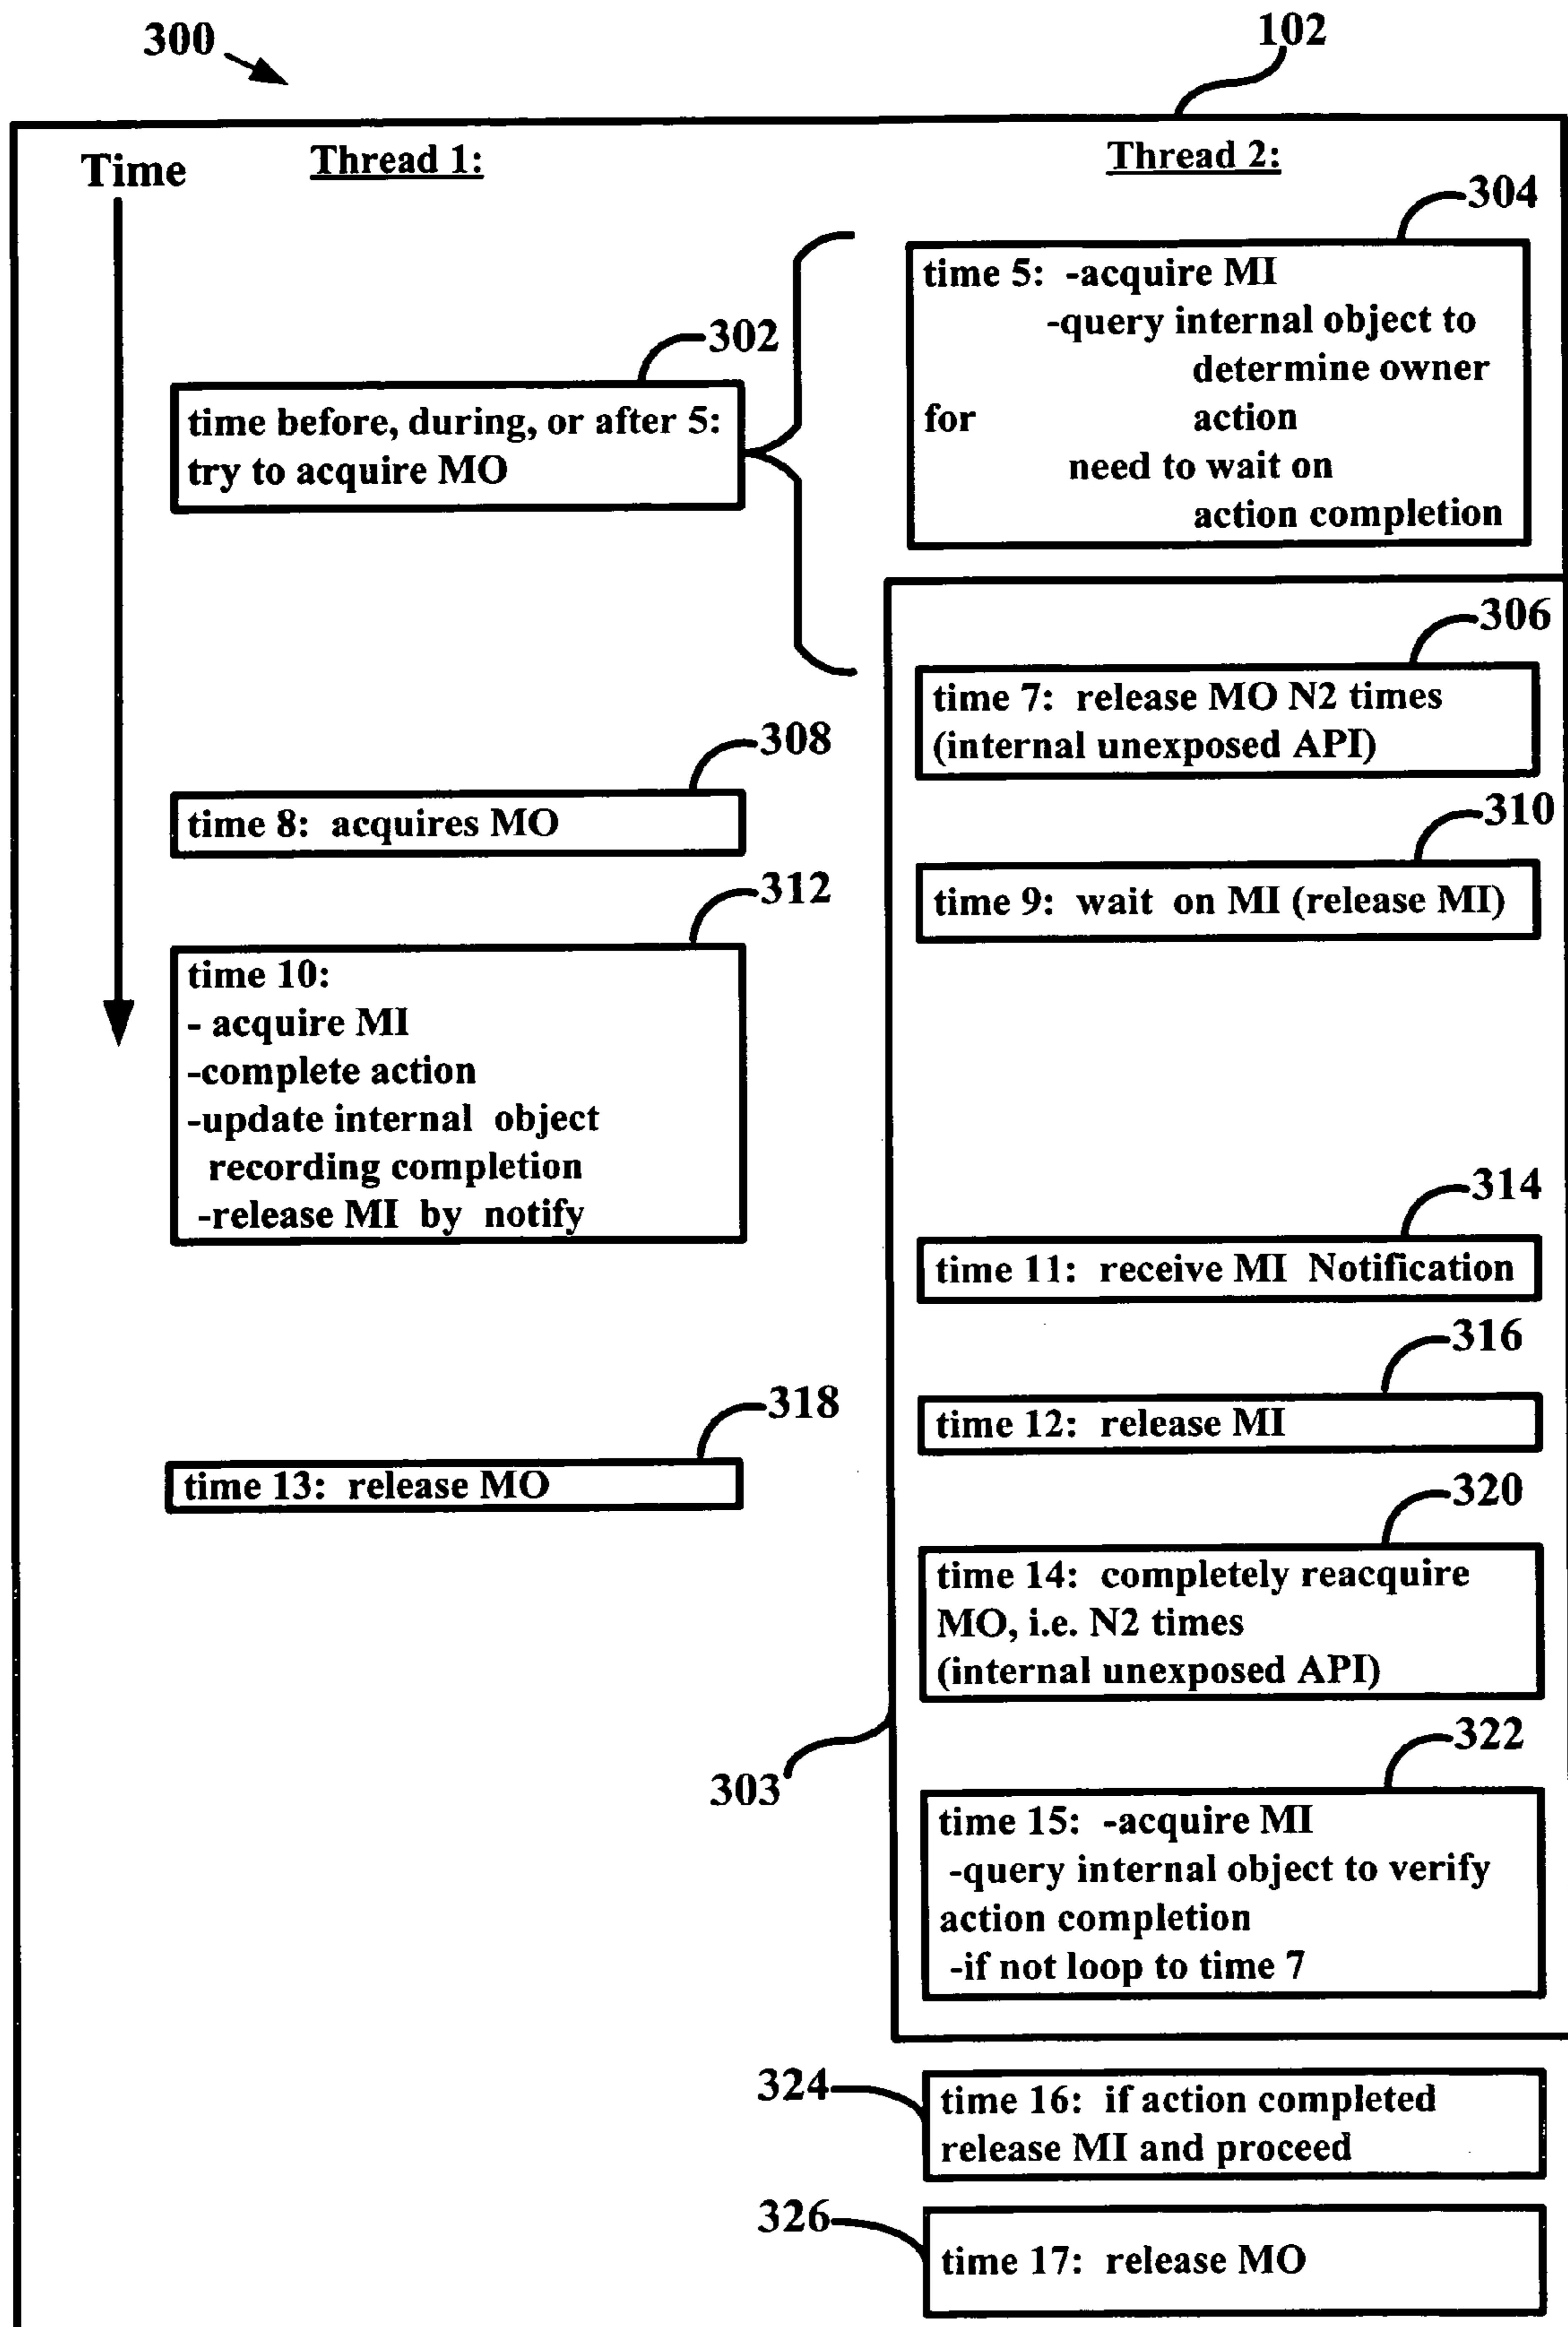 300
102
Time
Thread 1:
Thread 2:
304
time 5: -acquire MI
-query internal object to
determine owner
for action
need to wait on
action completion
302
time before, during, or after 5:
try to acquire MO
306
time 7: release MO N2 times
(internal unexposed API)
308
time 8: acquires MO
310
time 9: wait on MI (release MI)
312
time 10:
- acquire MI
-complete action
-update internal object
recording completion
-release MI by notify
314
time 11: receive MI Notification
316
time 12: release MI
318
time 13: release MO
320
time 14: completely reacquire
MO, i.e. N2 times
(internal unexposed API)
303
322
time 15: -acquire MI
-query internal object to verify
action completion
-if not loop to time 7
324
time 16: if action completed
release MI and proceed
326
time 17: release MO